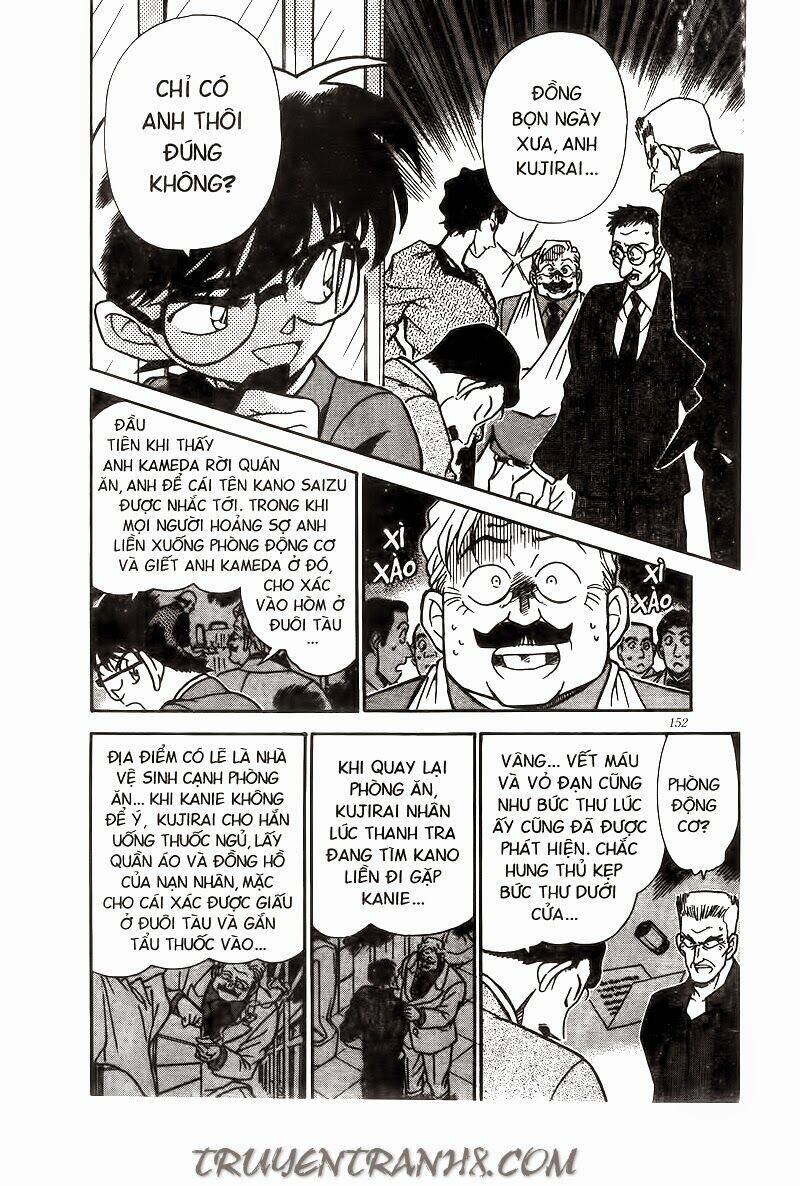 ĐỒNG
BỌN NGÀY
XƯA, ANH
KUJIRAI...
CHỈ CÓ
ANH THÔI
ĐÚNG
KHÔNG?
ĐẦU
TIÊN KHI THẤY
ANH KAMEDA RỜI QUÁN
ĂN, ANH ĐỂ CÁI TÊN KANO SAIZU
ĐƯỢC NHẮC TỚI. TRONG KHI
MỌI NGƯỜI HOẢNG SỢ ANH
LIỀN XUỐNG PHÒNG ĐỘNG CƠ
VÀ GIẾT ANH KAMEDA Ở ĐÓ,
CHO XÁC
VÀO HÒM Ở
ĐUÔI TÀU
...
XÌ
XÀO
XÌ
XÀO
152
PHÒNG
ĐỘNG
CƠ?
VÂNG... VẾT MÁU
VÀ VỎ ĐẠN CŨNG
NHƯ BỨC THƯ LÚC
ẤY CŨNG ĐÃ ĐƯỢC
PHÁT HIỆN. CHẮC
HUNG THỦ KẸP
BỨC THƯ DƯỚI
CỬA...
KHI QUAY LẠI
PHÒNG ĂN,
KUJIRAI NHÂN
LÚC THANH TRA
ĐANG TÌM KANO
LIỀN ĐI GẶP
KANIE...
ĐỊA ĐIỂM CÓ LẼ LÀ NHÀ
VỆ SINH CẠNH PHÒNG
ĂN... KHI KANIE KHÔNG
ĐỂ Ý, KUJIRAI CHO HẮN
UỐNG THUỐC NGỦ, LẤY
QUẦN ÁO VÀ ĐỒNG HỒ
CỦA NẠN NHÂN, MẶC
CHO CÁI XÁC ĐƯỢC GIẤU
Ở ĐUÔI TÀU VÀ GẮN
TẨU THUỐC VÀO...
TRUYENTRANH8.COM